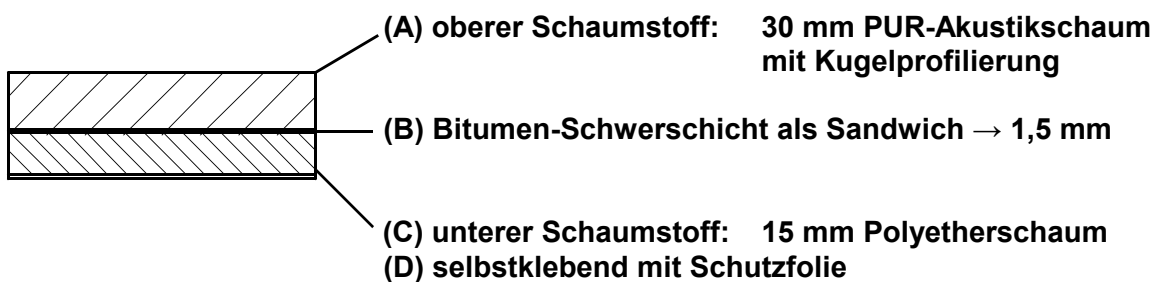 (A) oberer Schaumstoff: 30 mm PUR-Akustikschaum
mit Kugelprofilierung
(B) Bitumen-Schwerschicht als Sandwich → 1,5 mm
(C) unterer Schaumstoff: 15 mm Polyetherschaum
(D) selbstklebend mit Schutzfolie